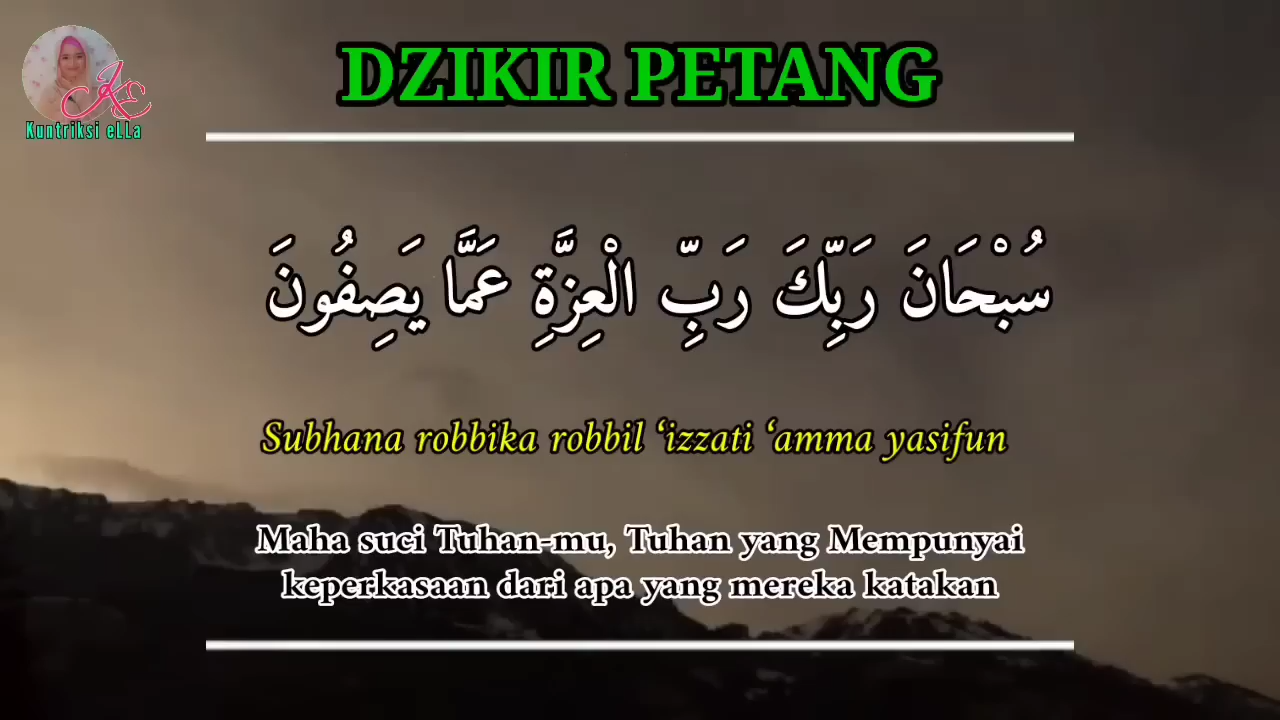 DZIKIR PETANG
Kuntriksi eLLa
سُبْحَانَ رَبِّكَ رَبِّ الْعِزَّةِ عَمَّا يَصِفُونَ
Subhana robbika robbil ‘izzati ‘amma yasifun
Maha suci Tuhan-mu, Tuhan yang Mempunyai
keperkasaan dari apa yang mereka katakan